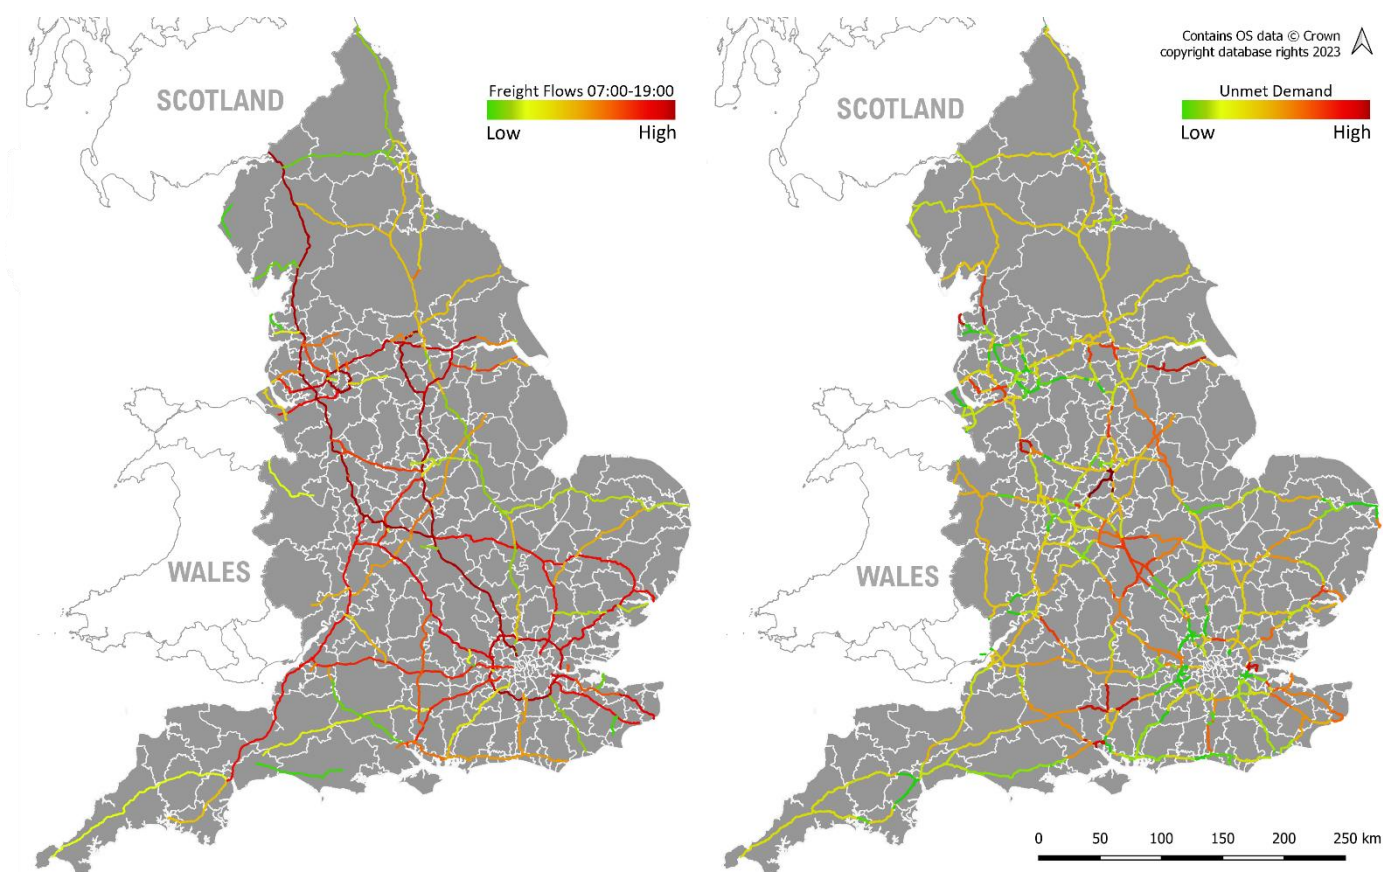 SCOTLAND
WALES
Freight Flows 07:00-19:00
Low High
SCOTLAND
WALES
Contains OS data © Crown
copyright database rights 2023
Unmet Demand
Low High
0 50 100 150 200 250 km